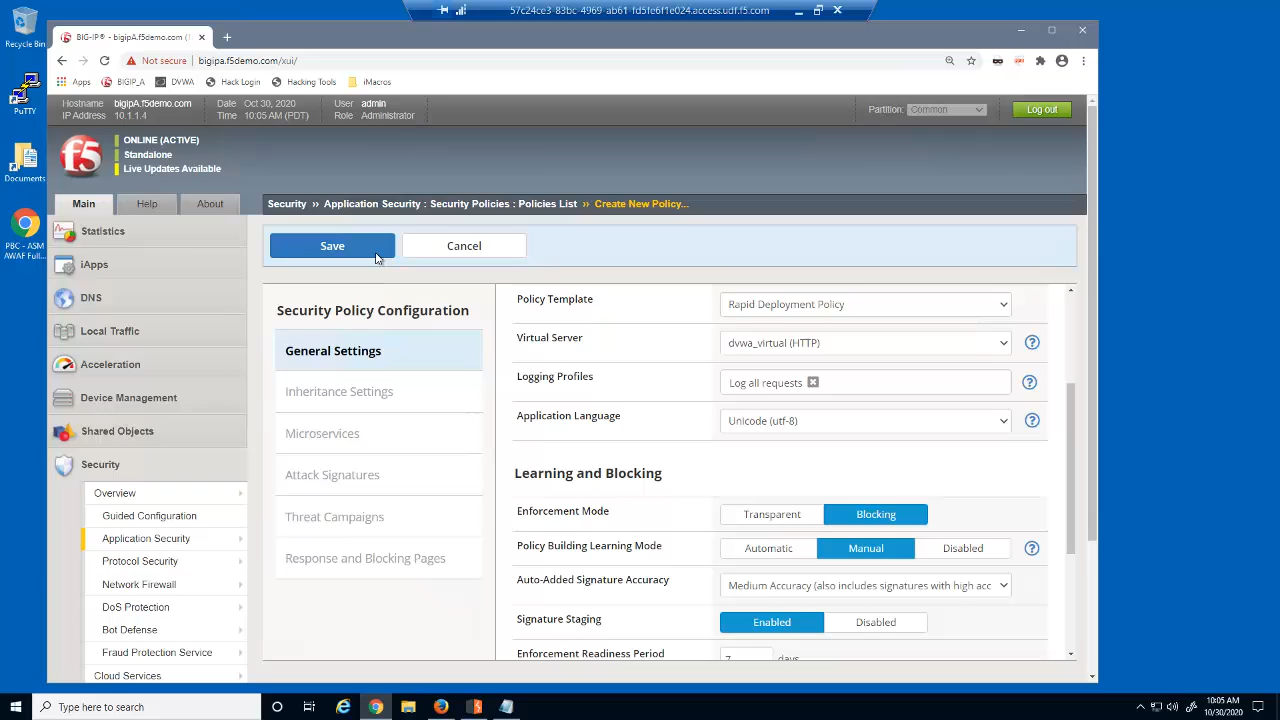 57c24ce3-83bc-4969-ab61-fd5fe6f1e024.access.udf.f5.com
Recycle Bin
PuTTY
Documents
PBC - ASM
AWAF Full...
BIG-IP® - bigipA.f5demo.com (1
Not secure
bigipa.f5demo.com/xui/
Apps
BIGIP_A
DVWA
Hack Login
Hacking Tools
iMacros
Hostname bigipA.f5demo.com
IP Address 10.1.1.4
Date Oct 30, 2020
Time 10:05 AM (PDT)
User admin
Role Administrator
Partition: Common
Log out
f5
ONLINE (ACTIVE)
Standalone
Live Updates Available
Main
Help
About
Security ›› Application Security : Security Policies : Policies List ›› Create New Policy...
Statistics
iApps
DNS
Local Traffic
Acceleration
Device Management
Shared Objects
Security
Overview
Guided Configuration
Application Security
Protocol Security
Network Firewall
DoS Protection
Bot Defense
Fraud Protection Service
Cloud Services
Save
Cancel
Security Policy Configuration
General Settings
Inheritance Settings
Microservices
Attack Signatures
Threat Campaigns
Response and Blocking Pages
Policy Template
Rapid Deployment Policy
Virtual Server
dvwa_virtual (HTTP)
Logging Profiles
Log all requests
Application Language
Unicode (utf-8)
Learning and Blocking
Enforcement Mode
Transparent
Blocking
Policy Building Learning Mode
Automatic
Manual
Disabled
Auto-Added Signature Accuracy
Medium Accuracy (also includes signatures with high acc
Signature Staging
Enabled
Disabled
Enforcement Readiness Period
7 days
Type here to search
10:05 AM
10/30/2020